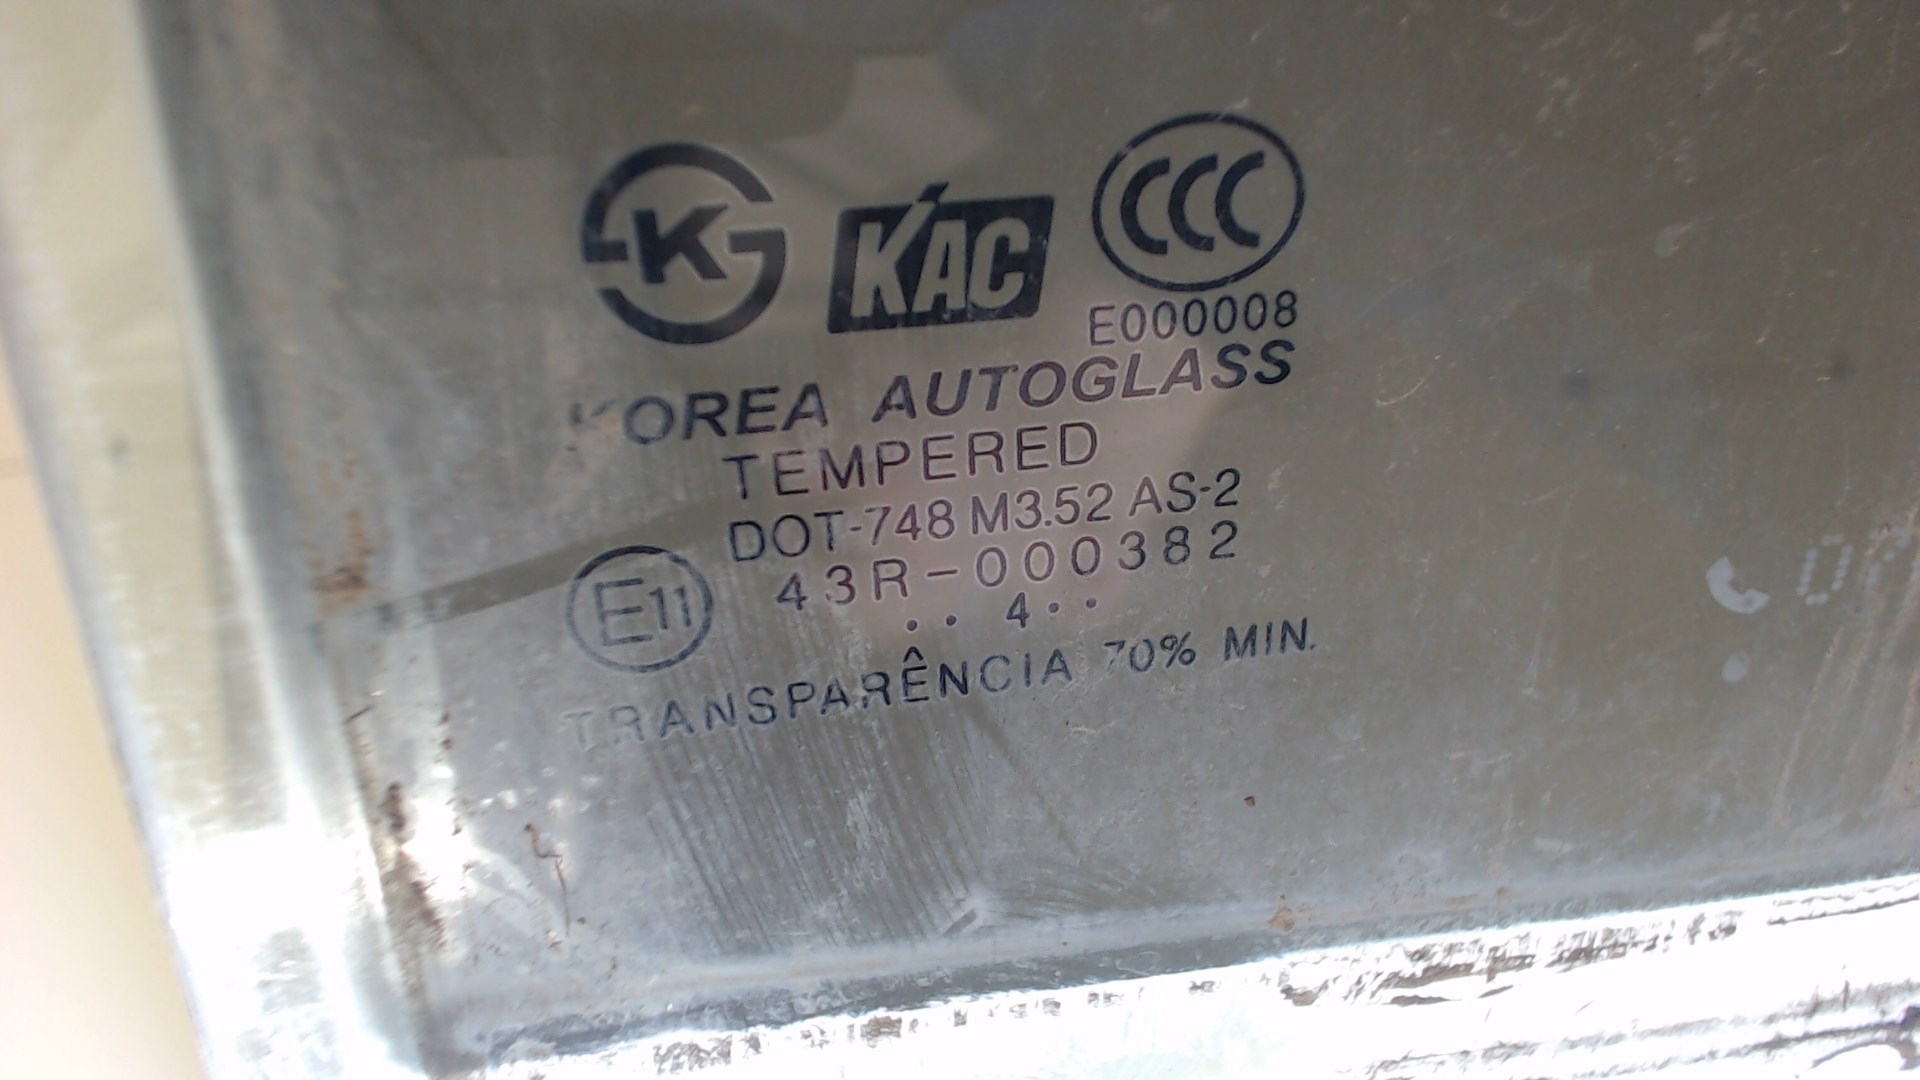 K
KAC
CCC
E000008
KOREA AUTOGLASS
TEMPERED
DOT-748 M3.52 AS-2
43R-000382
E11
.. 4 ..
TRANSPARÊNCIA 70% MIN.